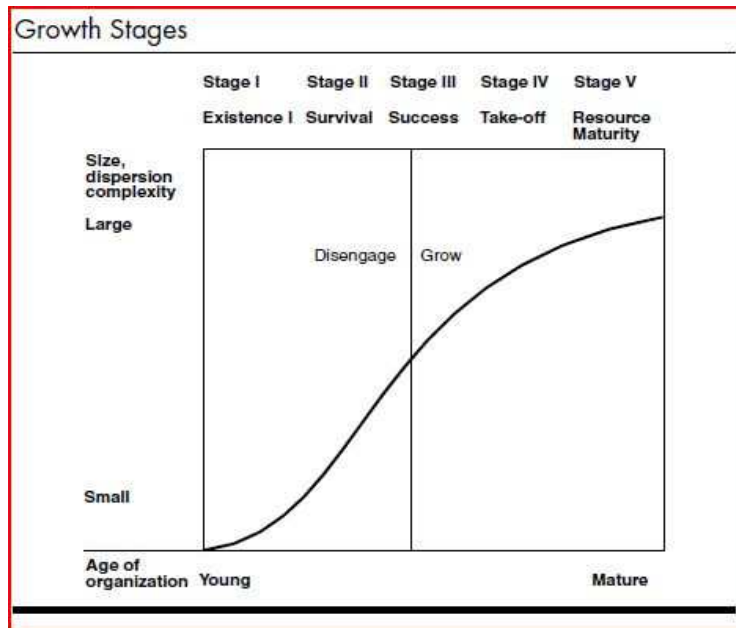 Growth Stages
Stage I Stage II Stage III Stage IV Stage V
Existence I Survival Success Take-off Resource
Maturity
Size,
dispersion
complexity
Large
Disengage Grow
Small
Age of
organization Young Mature